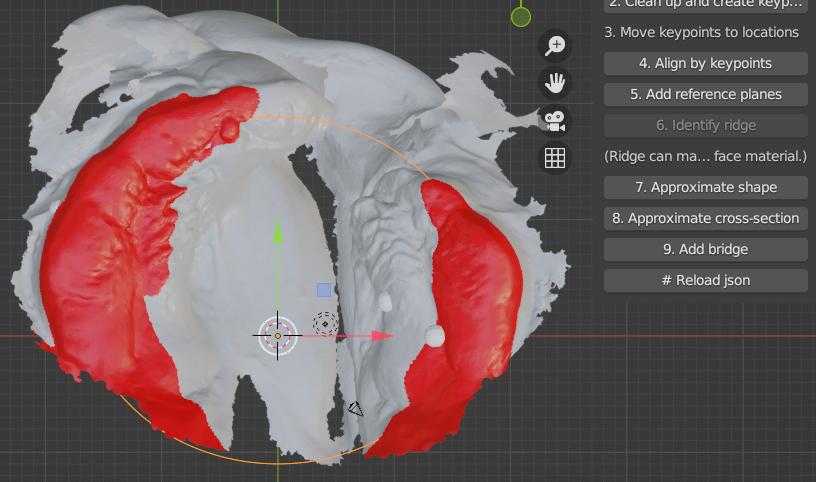 2. Clean up and create keyp...
3. Move keypoints to locations
4. Align by keypoints
5. Add reference planes
6. Identify ridge
(Ridge can ma... face material.)
7. Approximate shape
8. Approximate cross-section
9. Add bridge
# Reload json